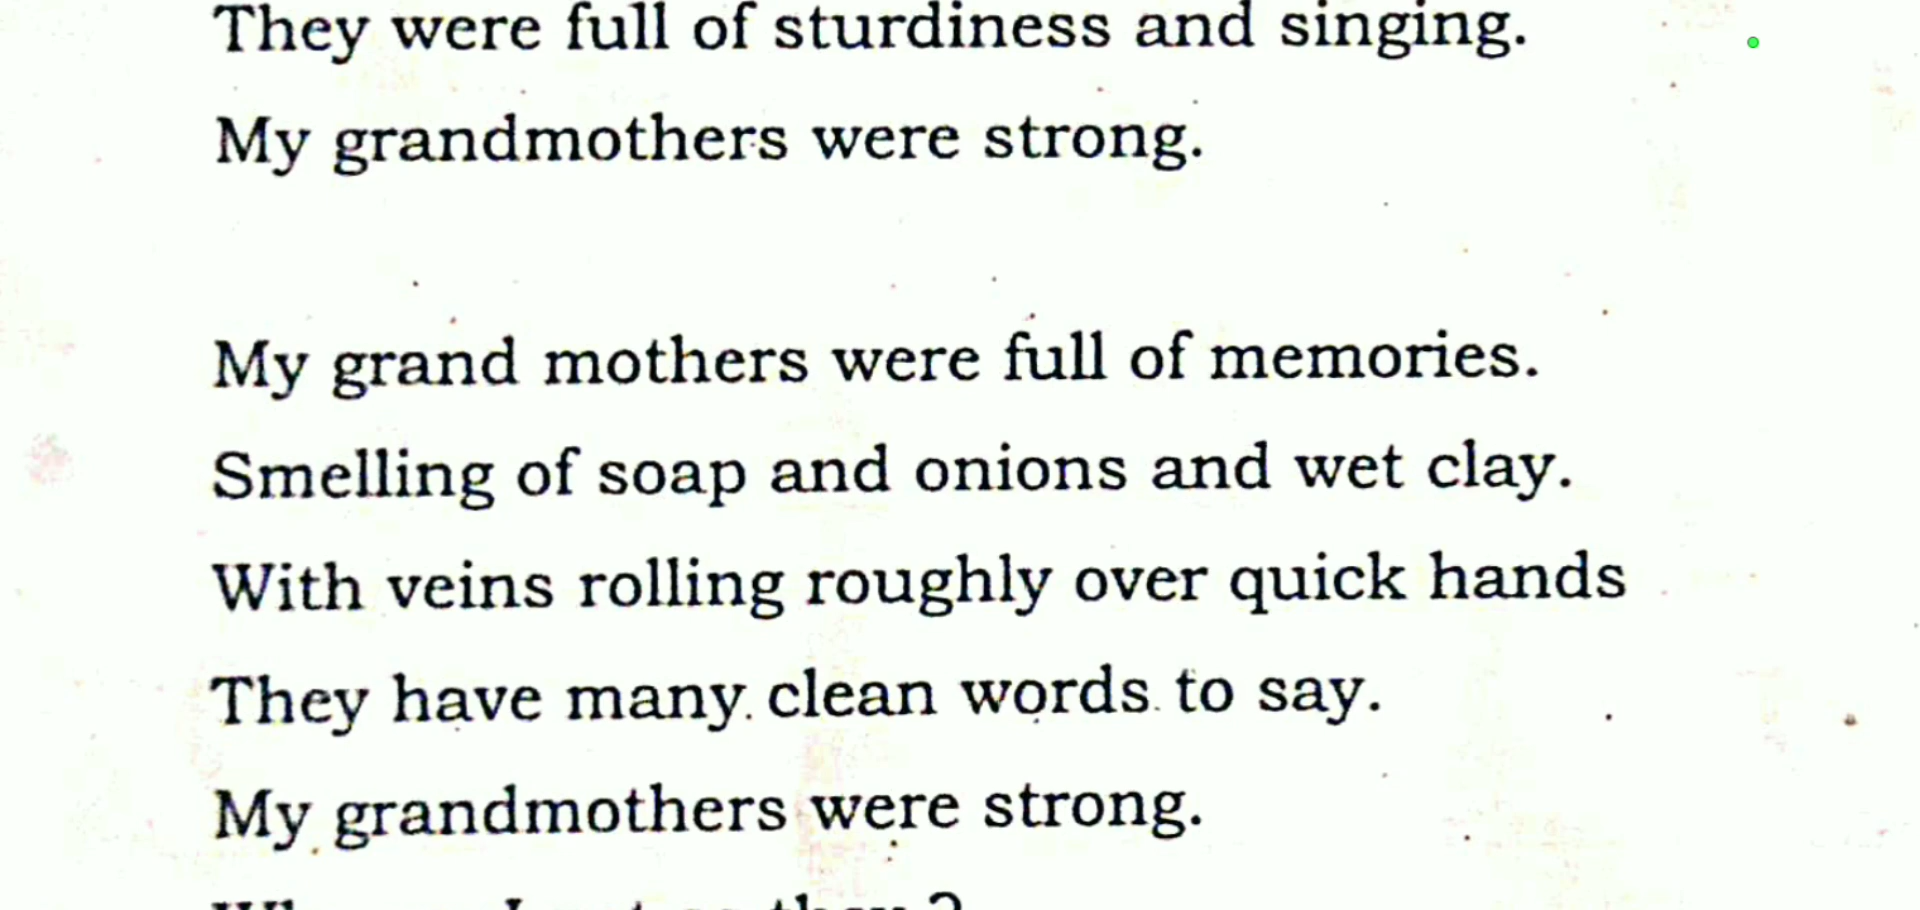 They were full of sturdiness and singing.
My grandmothers were strong.
My grand mothers were full of memories.
Smelling of soap and onions and wet clay.
With veins rolling roughly over quick hands
They have many clean words to say.
My grandmothers were strong.